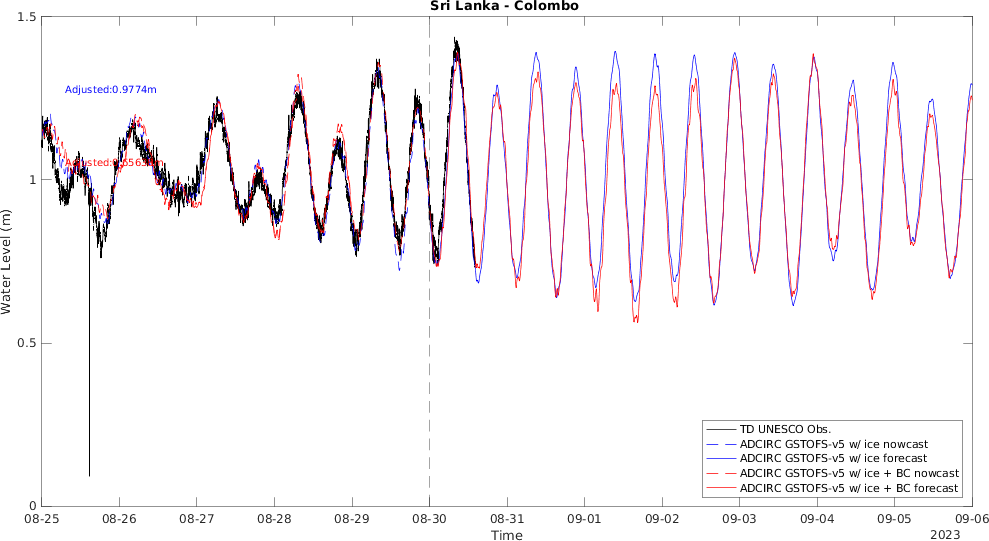 Sri Lanka - Colombo
1.5
1
0.5
0
Water Level (m)
Adjusted:0.9774m
TD UNESCO Obs.
ADCIRC GSTOFS-v5 w/ ice nowcast
ADCIRC GSTOFS-v5 w/ ice forecast
ADCIRC GSTOFS-v5 w/ ice + BC nowcast
ADCIRC GSTOFS-v5 w/ ice + BC forecast
08-25 08-26 08-27 08-28 08-29 08-30 08-31 09-01 09-02 09-03 09-04 09-05 09-06
Time
2023